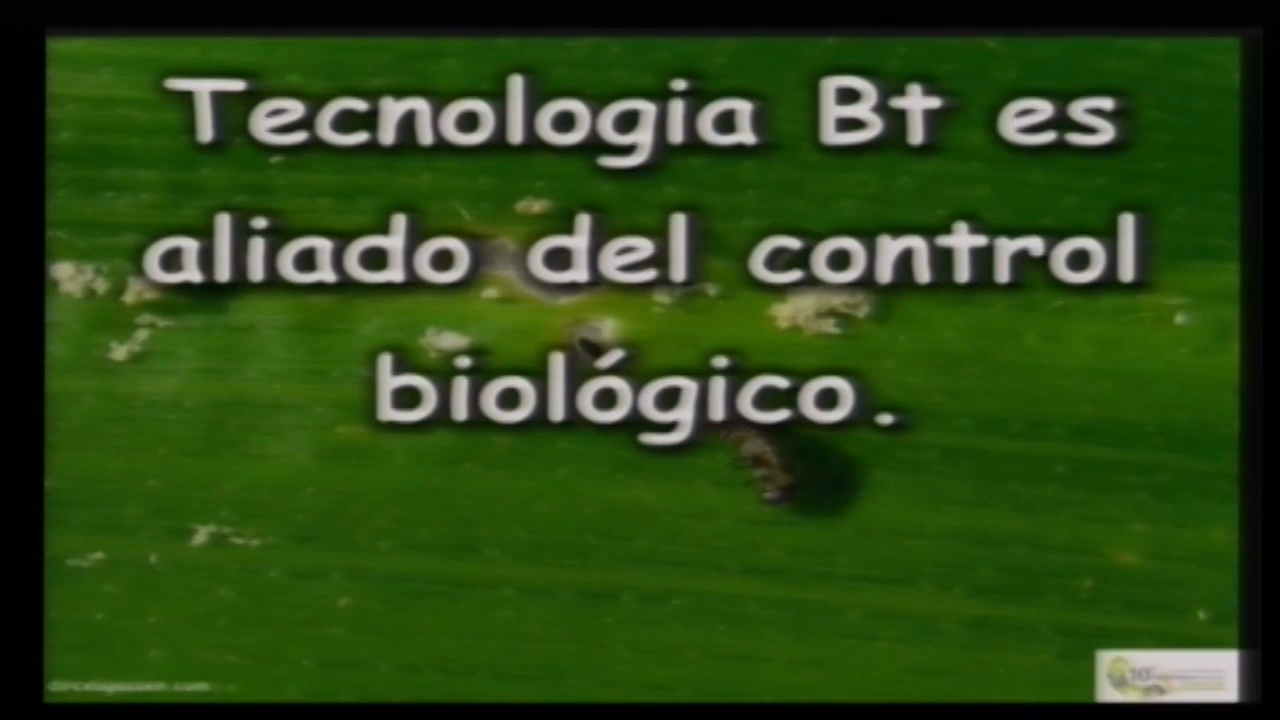 Tecnologia Bt es
aliado del control
biológico.